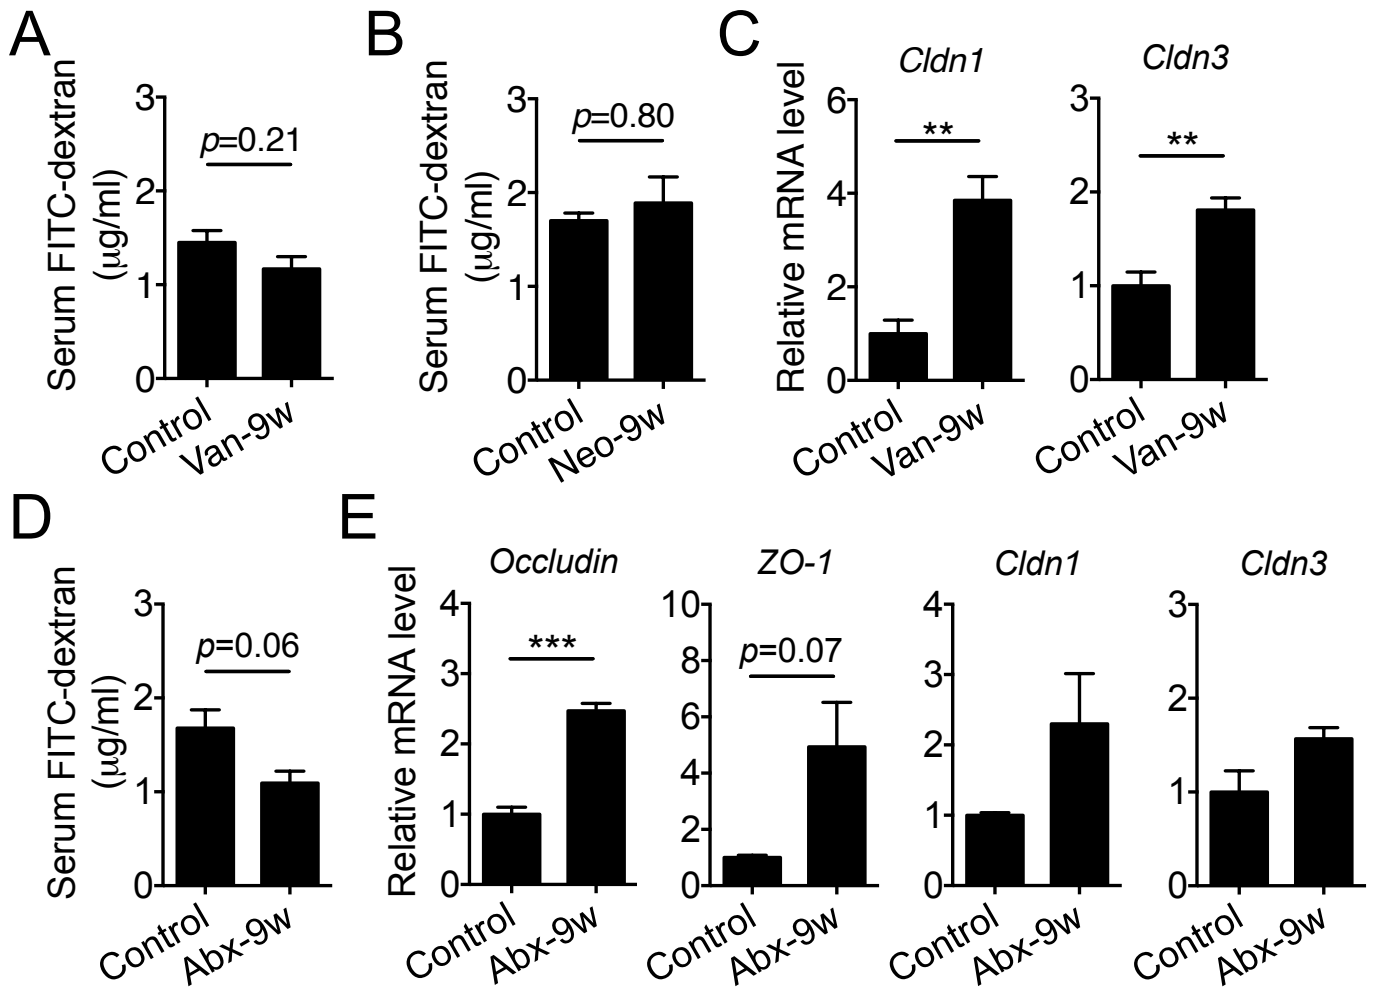 A
Serum FITC-dextran
(µg/ml)
3
2
1
0
p=0.21
Control
Van-9w
B
Serum FITC-dextran
(µg/ml)
3
2
1
0
p=0.80
Control
Neo-9w
C
Relative mRNA level
Cldn1
6
4
2
0
**
Control
Van-9w
Cldn3
3
2
1
0
**
Control
Van-9w
D
Serum FITC-dextran
(µg/ml)
3
2
1
0
p=0.06
Control
Abx-9w
E
Relative mRNA level
Occludin
4
3
2
1
0
***
Control
Abx-9w
ZO-1
10
8
6
4
2
0
p=0.07
Control
Abx-9w
Cldn1
4
3
2
1
0
Control
Abx-9w
Cldn3
3
2
1
0
Control
Abx-9w